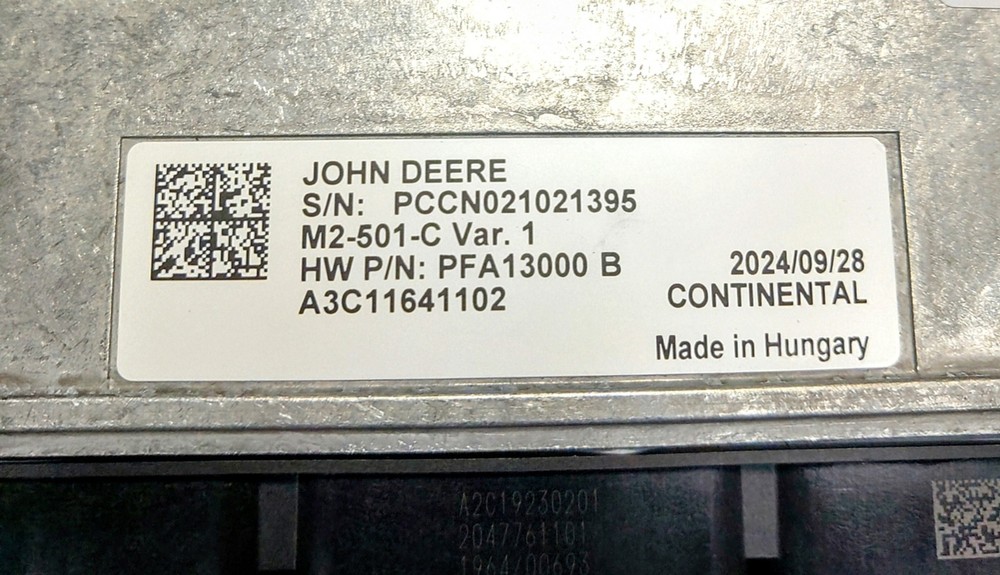 JOHN DEERE
S/N: PCCN021021395
M2-501-C Var. 1
HW P/N: PFA13000 B
A3C11641102
2024/09/28
CONTINENTAL
Made in Hungary
A2C19230201
2047761101